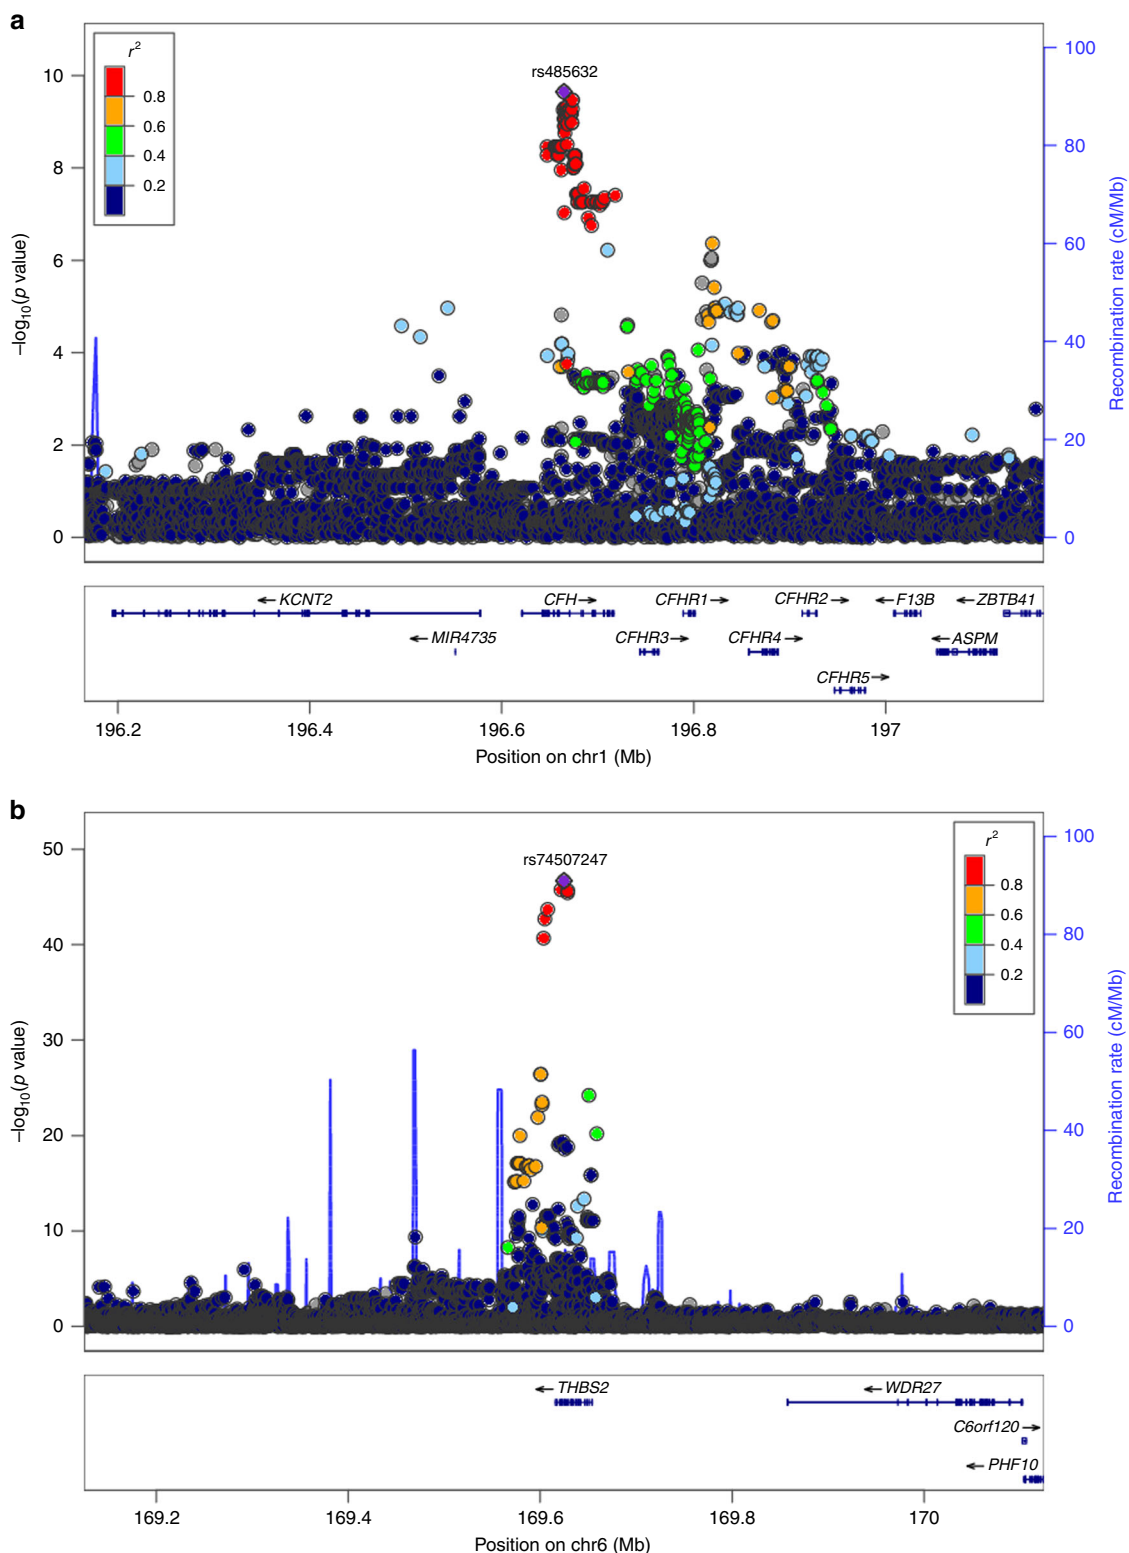 a
r2
0.8
0.6
0.4
0.2
rs485632
10
8
6
4
2
0
–log10(p value)
100
80
60
40
20
0
Recombination rate (cM/Mb)
KCNT2
CFH
CFHR1
CFHR2
F13B
ZBTB41
MIR4735
CFHR3
CFHR4
ASPM
CFHR5
196.2
196.4
196.6
196.8
197
Position on chr1 (Mb)
b
r2
0.8
0.6
0.4
0.2
rs74507247
50
40
30
20
10
0
–log10(p value)
100
80
60
40
20
0
Recombination rate (cM/Mb)
THBS2
WDR27
C6orf120
PHF10
169.2
169.4
169.6
169.8
170
Position on chr6 (Mb)